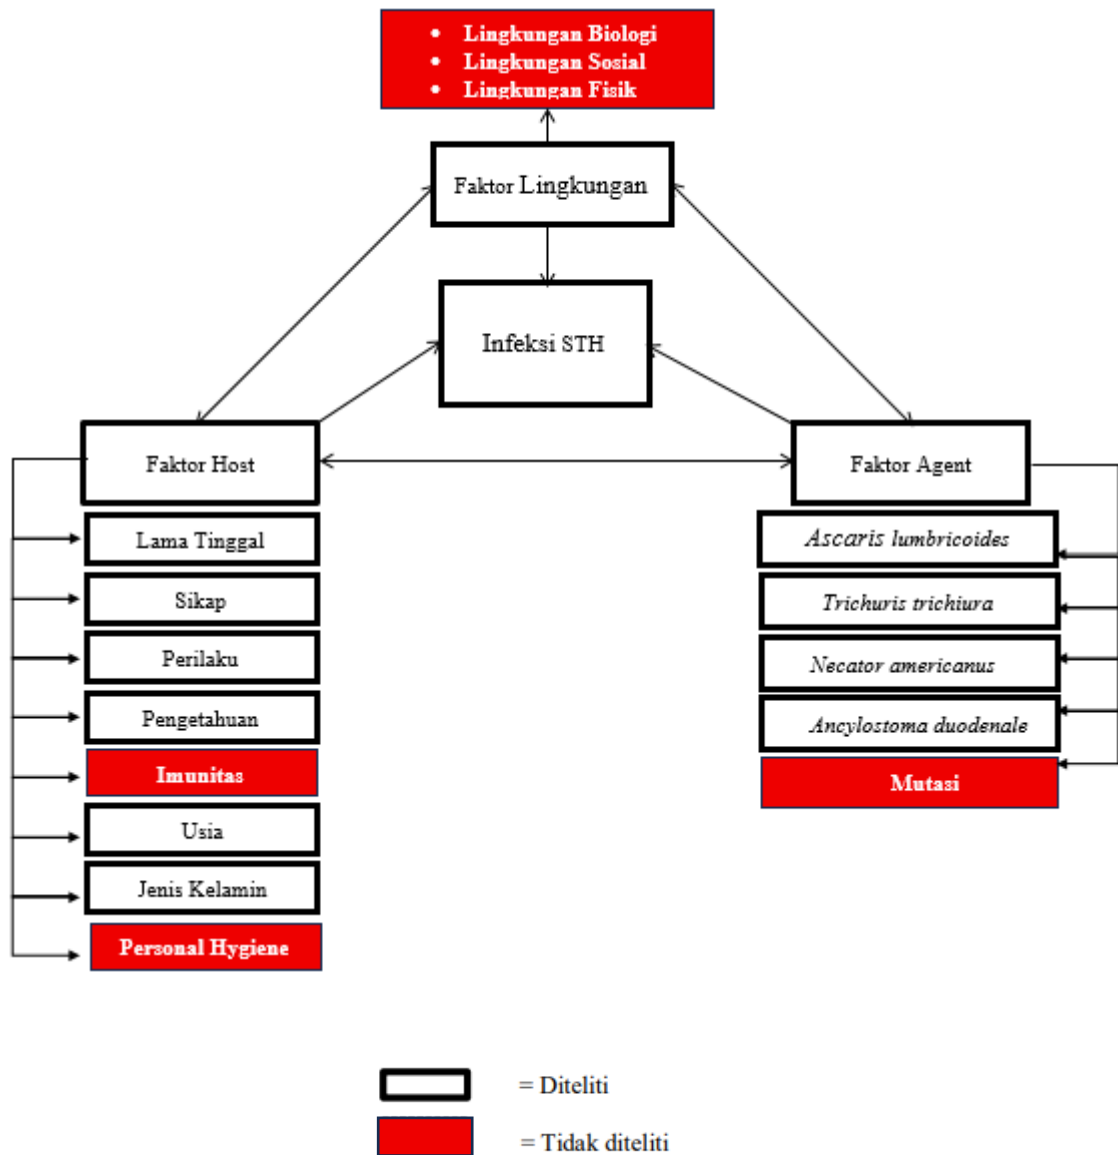 • Lingkungan Biologi
• Lingkungan Sosial
• Lingkungan Fisik
Faktor Lingkungan
Infeksi STH
Faktor Host
Lama Tinggal
Sikap
Perilaku
Pengetahuan
Imunitas
Usia
Jenis Kelamin
Personal Hygiene
Faktor Agent
Ascaris lumbricoides
Trichuris trichiura
Necator americanus
Ancylostoma duodenale
Mutasi
= Diteliti
= Tidak diteliti